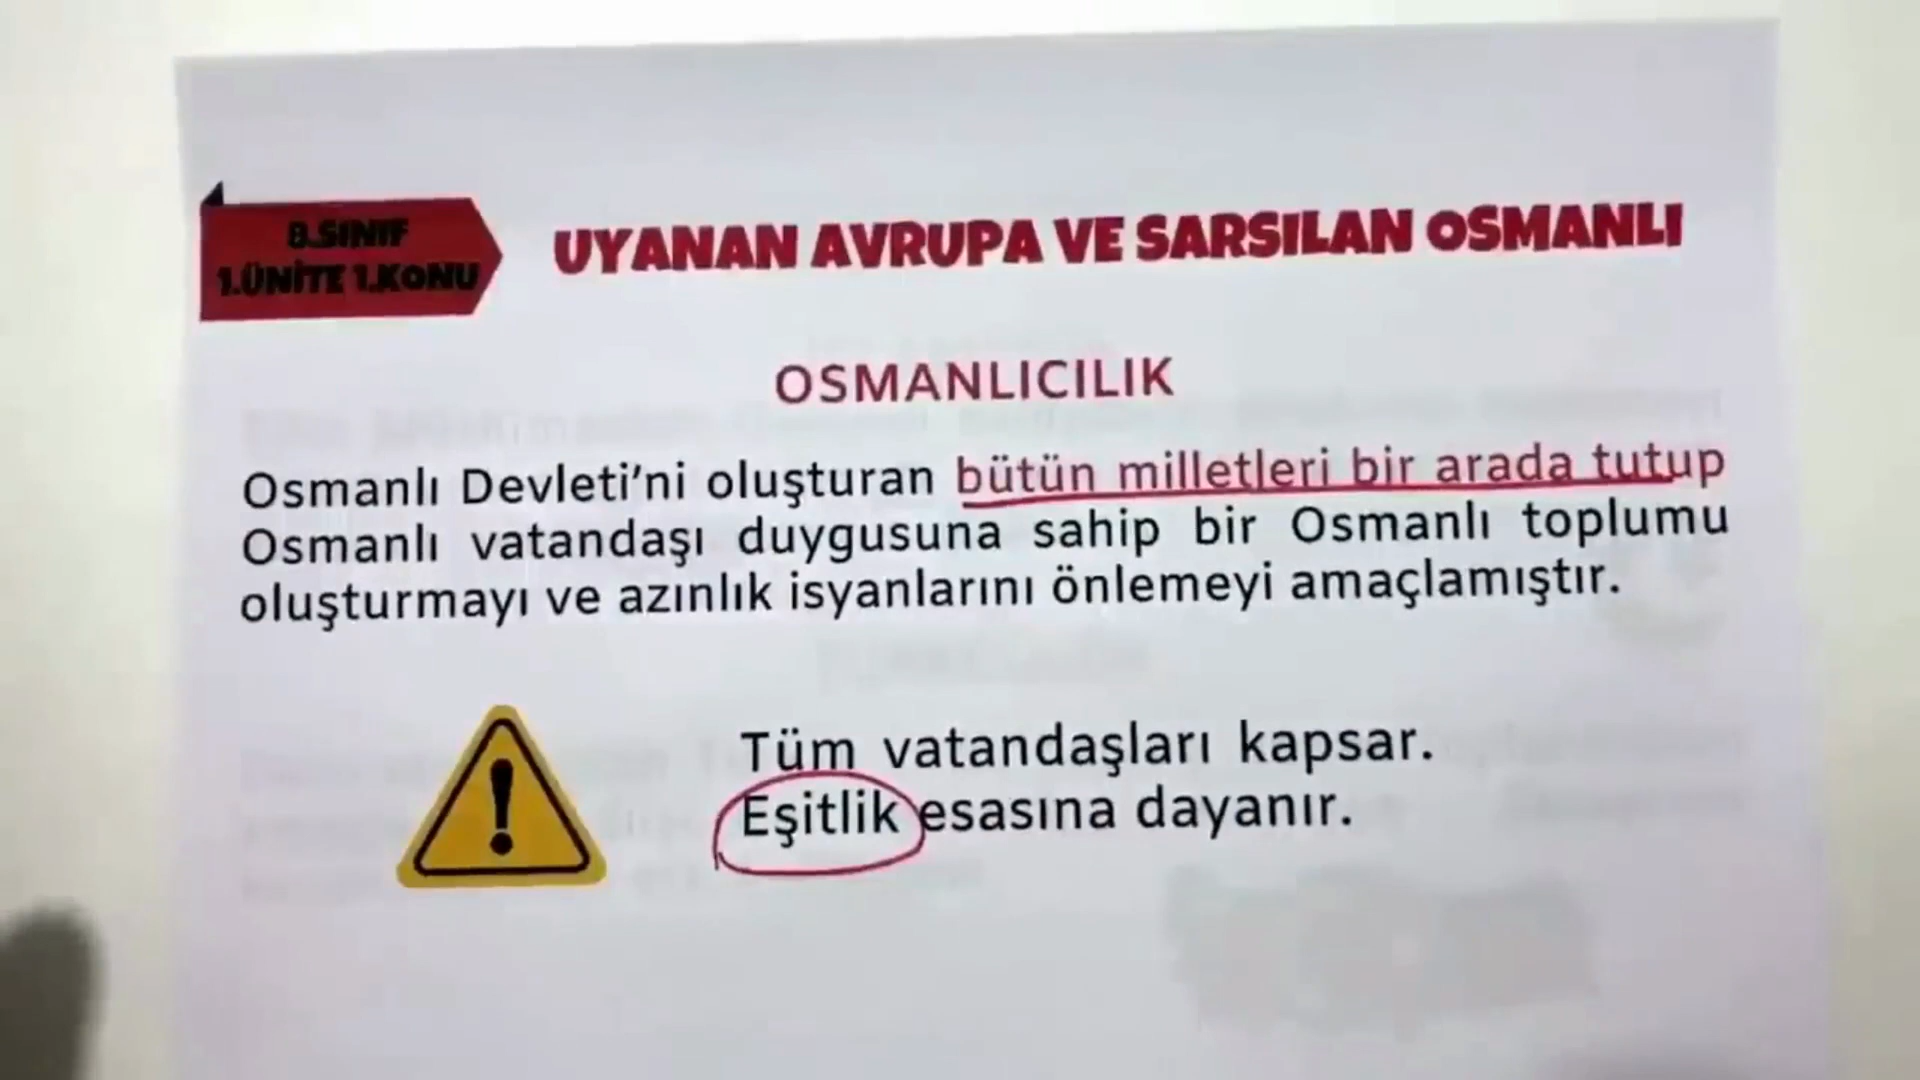 8.SINIF
1.ÜNİTE 1.KONU
UYANAN AVRUPA VE SARSILAN OSMANLI
OSMANLICILIK
Osmanlı Devleti'ni oluşturan bütün milletleri bir arada tutup
Osmanlı vatandaşı duygusuna sahip bir Osmanlı toplumu
oluşturmayı ve azınlık isyanlarını önlemeyi amaçlamıştır.
Tüm vatandaşları kapsar.
Eşitlik esasına dayanır.